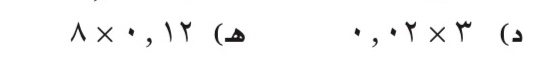 د) ٣ × ٠,٠٢ هـ) ٠,١٢ × ٨